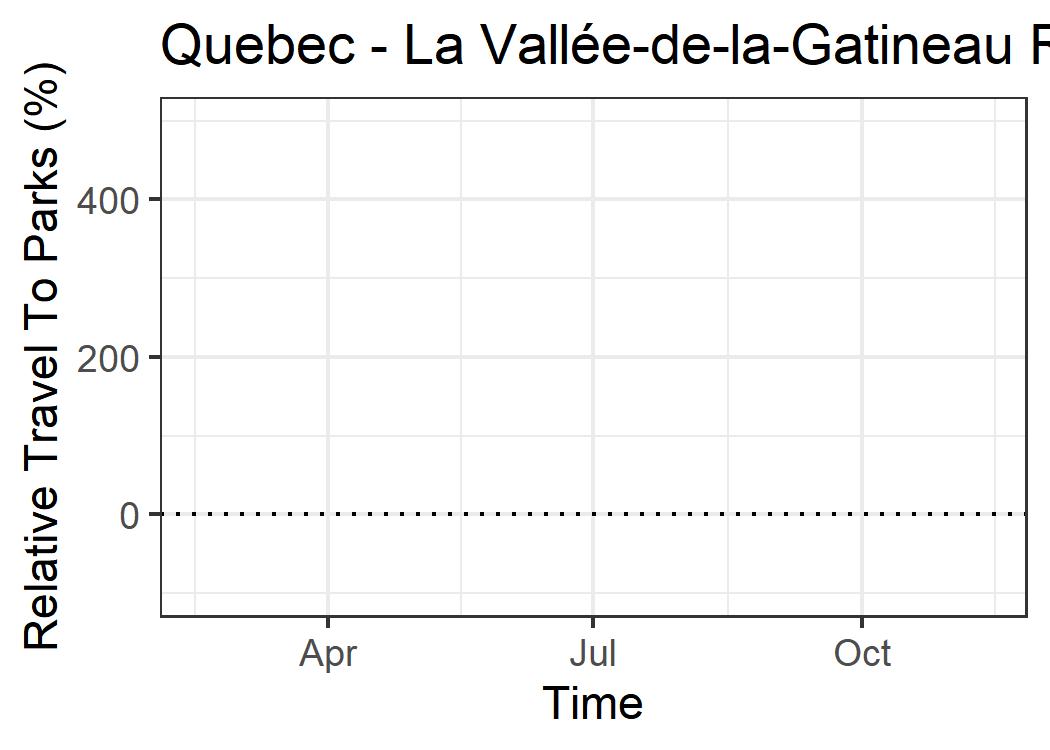 Quebec - La Vallée-de-la-Gatineau R
Relative Travel To Parks (%)
400
200
0
Apr Jul Oct
Time